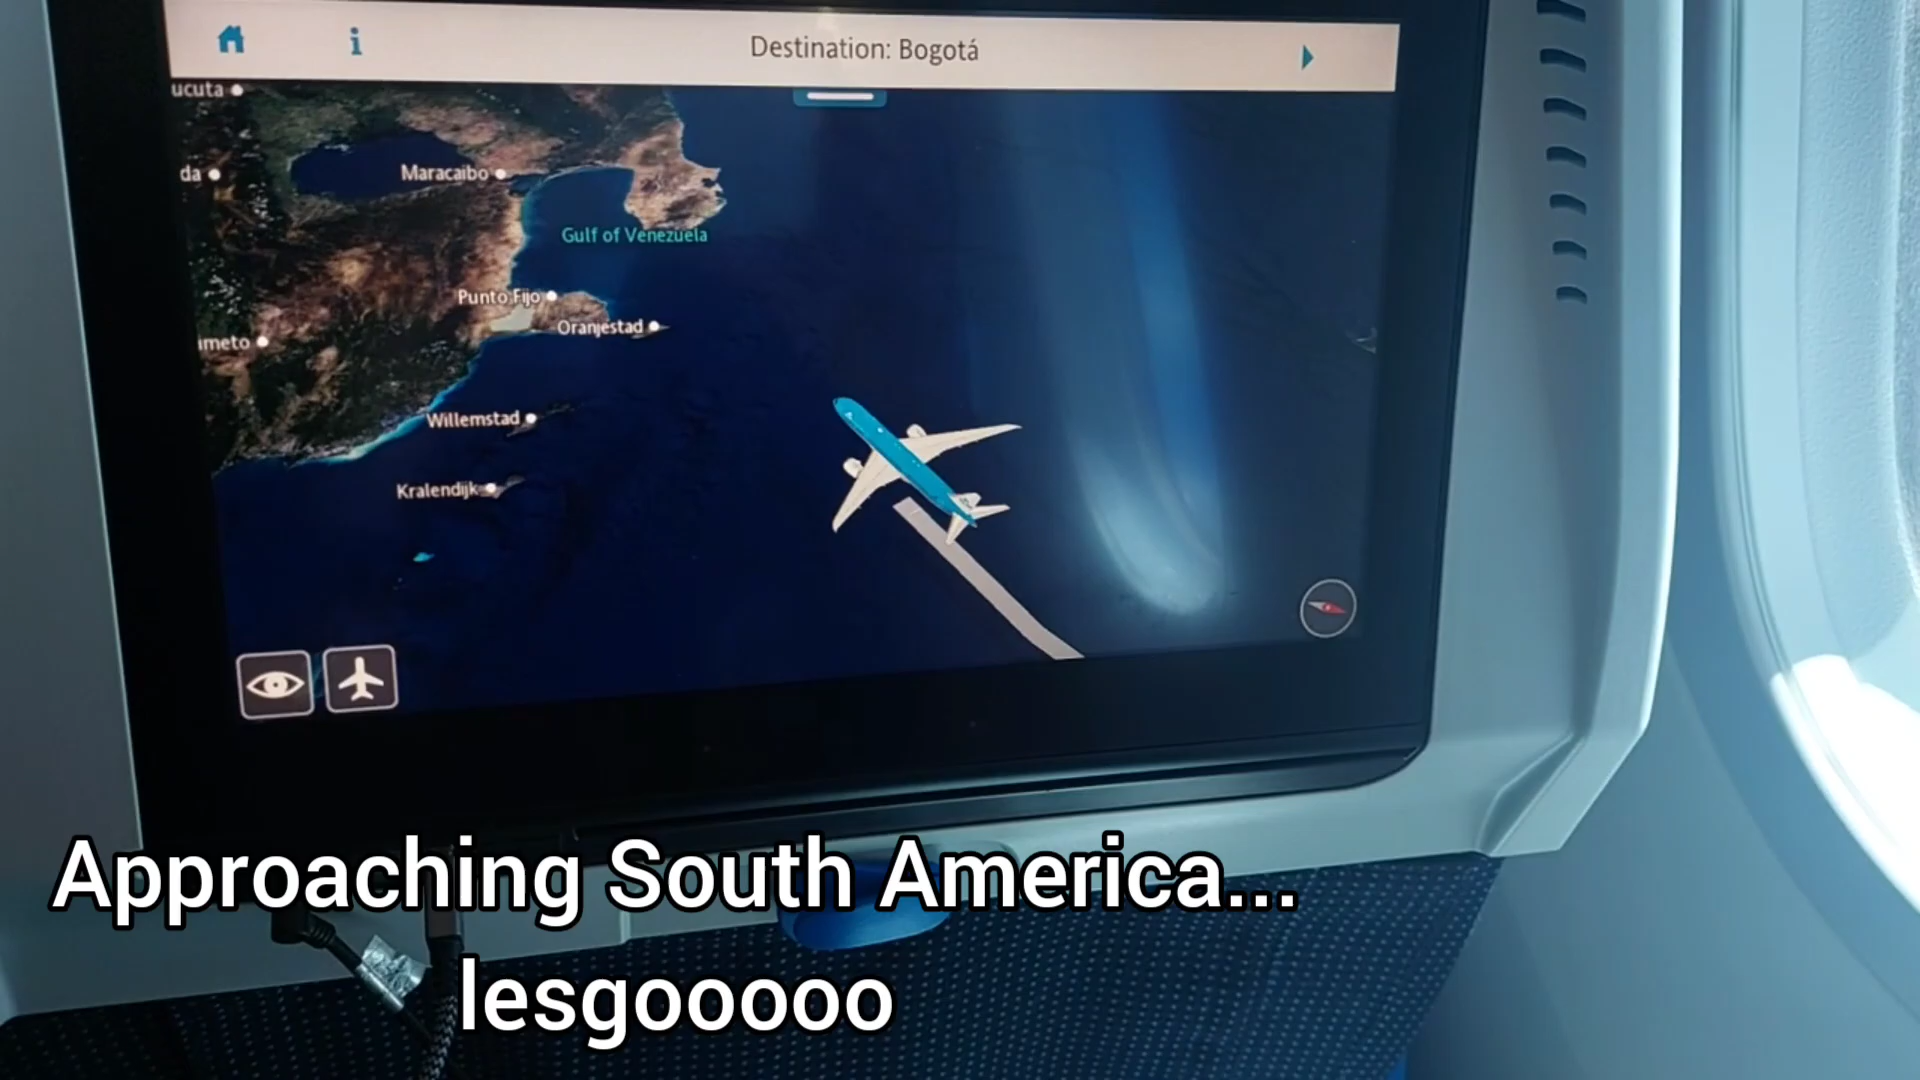 Destination: Bogotá
ucuta
Maracaibo
da
Gulf of Venezuela
Punto Fijo
Oranjestad
imeto
Willemstad
Kralendijk
Approaching South America...
lesgooooo